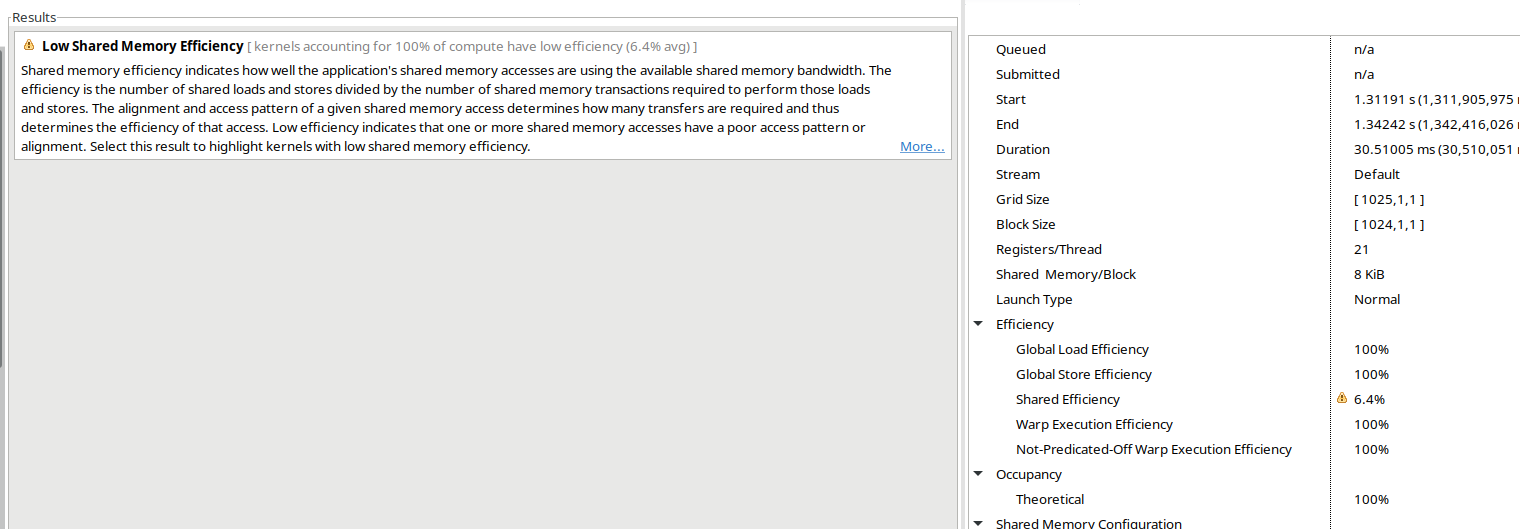 Results
Low Shared Memory Efficiency [ kernels accounting for 100% of compute have low efficiency (6.4% avg) ]
Shared memory efficiency indicates how well the application's shared memory accesses are using the available shared memory bandwidth. The
efficiency is the number of shared loads and stores divided by the number of shared memory transactions required to perform those loads
and stores. The alignment and access pattern of a given shared memory access determines how many transfers are required and thus
determines the efficiency of that access. Low efficiency indicates that one or more shared memory accesses have a poor access pattern or
alignment. Select this result to highlight kernels with low shared memory efficiency.
More...
Queued n/a
Submitted n/a
Start 1.31191 s (1,311,905,975
End 1.34242 s (1,342,416,026
Duration 30.51005 ms (30,510,051
Stream Default
Grid Size [ 1025,1,1 ]
Block Size [ 1024,1,1 ]
Registers/Thread 21
Shared Memory/Block 8 KiB
Launch Type Normal
Efficiency
Global Load Efficiency 100%
Global Store Efficiency 100%
Shared Efficiency 6.4%
Warp Execution Efficiency 100%
Not-Predicated-Off Warp Execution Efficiency 100%
Occupancy
Theoretical 100%
Shared Memory Configuration